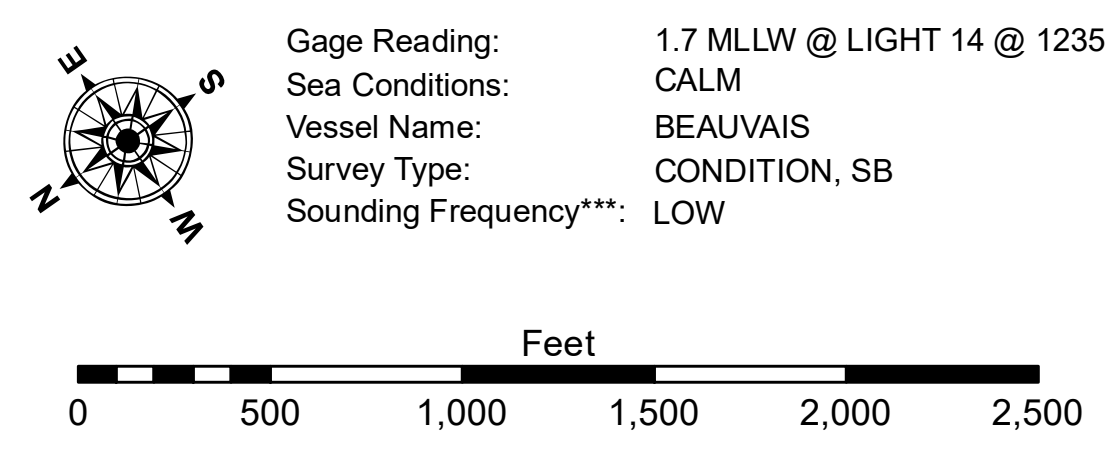 E
S
N
W
Gage Reading: 1.7 MLLW @ LIGHT 14 @ 1235
Sea Conditions: CALM
Vessel Name: BEAUVAIS
Survey Type: CONDITION, SB
Sounding Frequency***: LOW
Feet
0 500 1,000 1,500 2,000 2,500